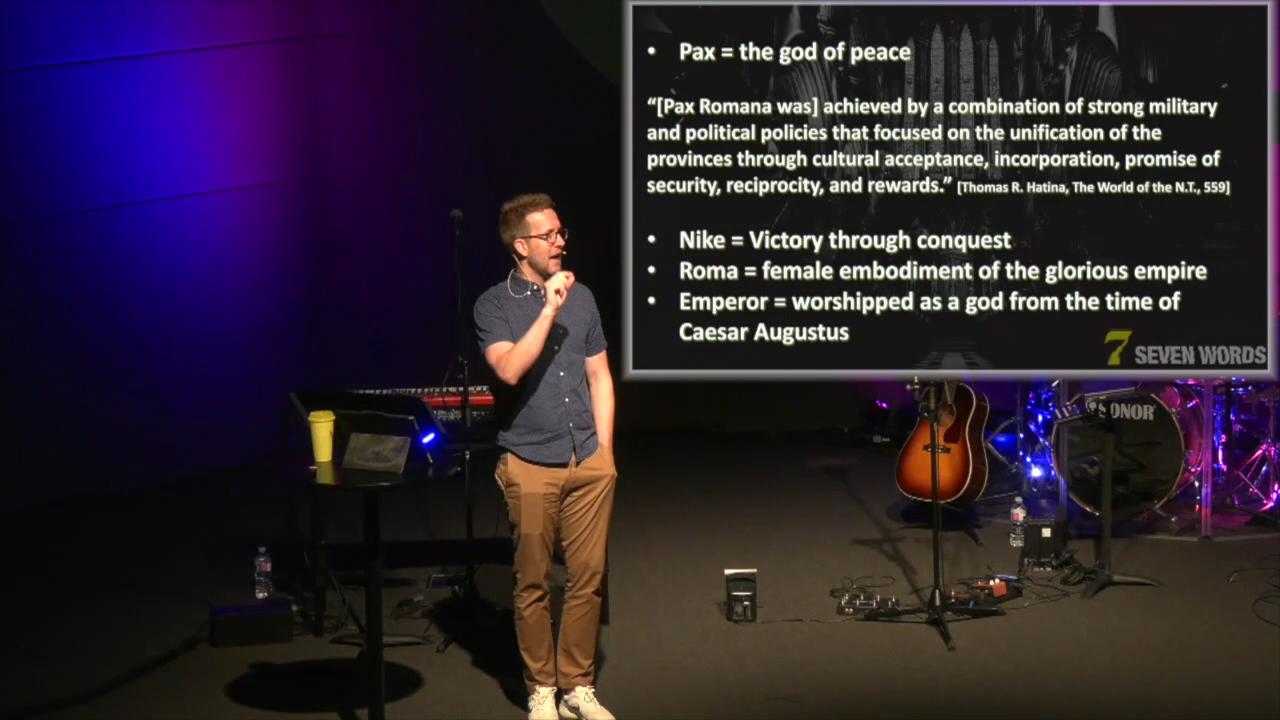 • Pax = the god of peace
“[Pax Romana was] achieved by a combination of strong military
and political policies that focused on the unification of the
provinces through cultural acceptance, incorporation, promise of
security, reciprocity, and rewards.” [Thomas R. Hatina, The World of the N.T., 559]
• Nike = Victory through conquest
• Roma = female embodiment of the glorious empire
• Emperor = worshipped as a god from the time of
Caesar Augustus
7 SEVEN WORDS
SONOR